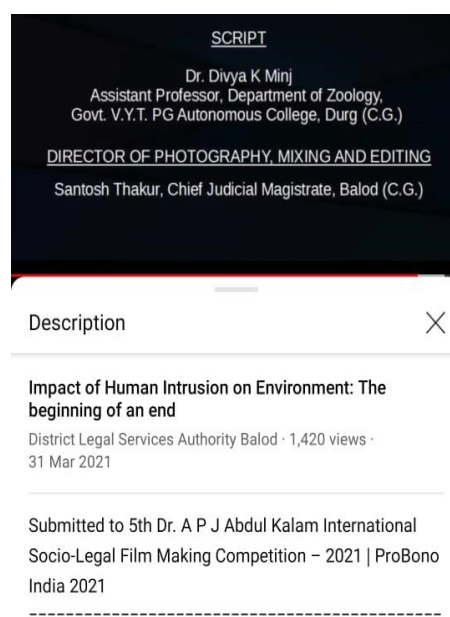 SCRIPT
Dr. Divya K Minj
Assistant Professor, Department of Zoology,
Govt. V.Y.T. PG Autonomous College, Durg (C.G.)
DIRECTOR OF PHOTOGRAPHY, MIXING AND EDITING
Santosh Thakur, Chief Judicial Magistrate, Balod (C.G.)
Description
Impact of Human Intrusion on Environment: The
beginning of an end
District Legal Services Authority Balod · 1,420 views ·
31 Mar 2021
Submitted to 5th Dr. A P J Abdul Kalam International
Socio-Legal Film Making Competition – 2021 | ProBono
India 2021
---------------------------------------------